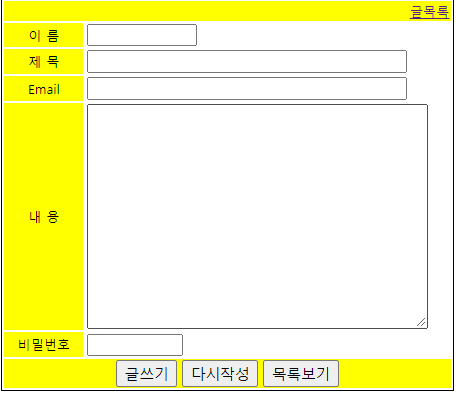 글목록
이 름
제 목
Email
내 용
비밀번호
글쓰기 다시작성 목록보기